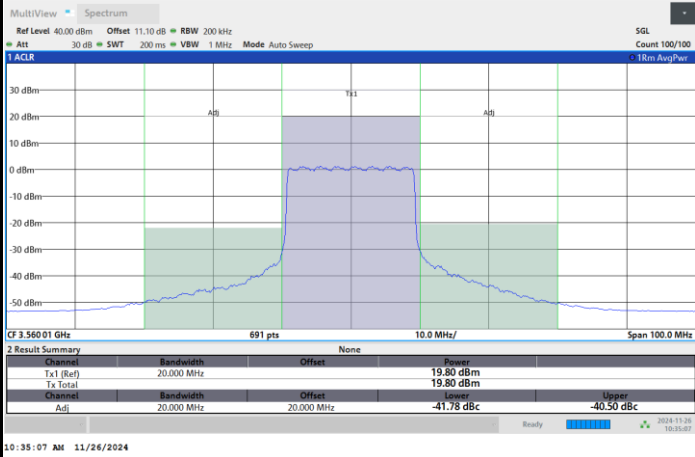 MultiView Spectrum
Ref Level 40.00 dBm Offset 11.10 dB RBW 200 kHz SGL
Att 30 dB SWT 200 ms VBW 1 MHz Mode Auto Sweep Count 100/100
1 ACLR 1Rm AvgPwr
30 dBm
Tx1
20 dBm
Adj Adj
10 dBm
0 dBm
-10 dBm
-20 dBm
-30 dBm
-40 dBm
-50 dBm
CF 3.560 01 GHz 691 pts 10.0 MHz/ Span 100.0 MHz
2 Result Summary None
Channel Bandwidth Offset Power
Tx1 (Ref) 20.000 MHz 19.80 dBm
Tx Total 19.80 dBm
Channel Bandwidth Offset Lower Upper
Adj 20.000 MHz 20.000 MHz -41.78 dBc -40.50 dBc
Ready 2024-11-26
10:35:07
10:35:07 AM 11/26/2024